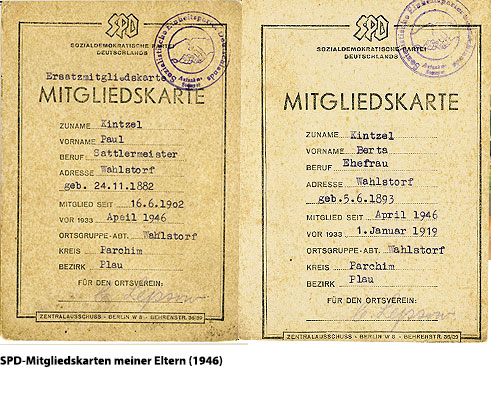 SPD
SOZIALDEMOKRATISCHE PARTEI
DEUTSCHLANDS
Ersatzmitgliedskarte
MITGLIEDSKARTE
ZUNAME Kintzel
VORNAME Paul
BERUF Sattlermeister
ADRESSE Wahlstorf
geb. 24.11.1882
MITGLIED SEIT 16.6.1902
VOR 1933 April 1946
ORTSGRUPPE-ABT. Wahlstorf
KREIS Parchim
BEZIRK Plau
FÜR DEN ORTSVEREIN:
ZENTRALAUSSCHUSS - BERLIN W 8 - BEHRENSTR. 35/39
Sozialistische Einheitspartei Deutschlands
SPD
SOZIALDEMOKRATISCHE PARTEI
DEUTSCHLANDS
MITGLIEDSKARTE
ZUNAME Kintzel
VORNAME Berta
BERUF Ehefrau
ADRESSE Wahlstorf
geb.5.6.1893
MITGLIED SEIT April 1946
VOR 1933 1.Januar 1919
ORTSGRUPPE-ABT. Wahlstorf
KREIS Parchim
BEZIRK Plau
FÜR DEN ORTSVEREIN:
ZENTRALAUSSCHUSS - BERLIN W 8 - BEHRENSTR. 35/39
SPD-Mitgliedskarten meiner Eltern (1946)